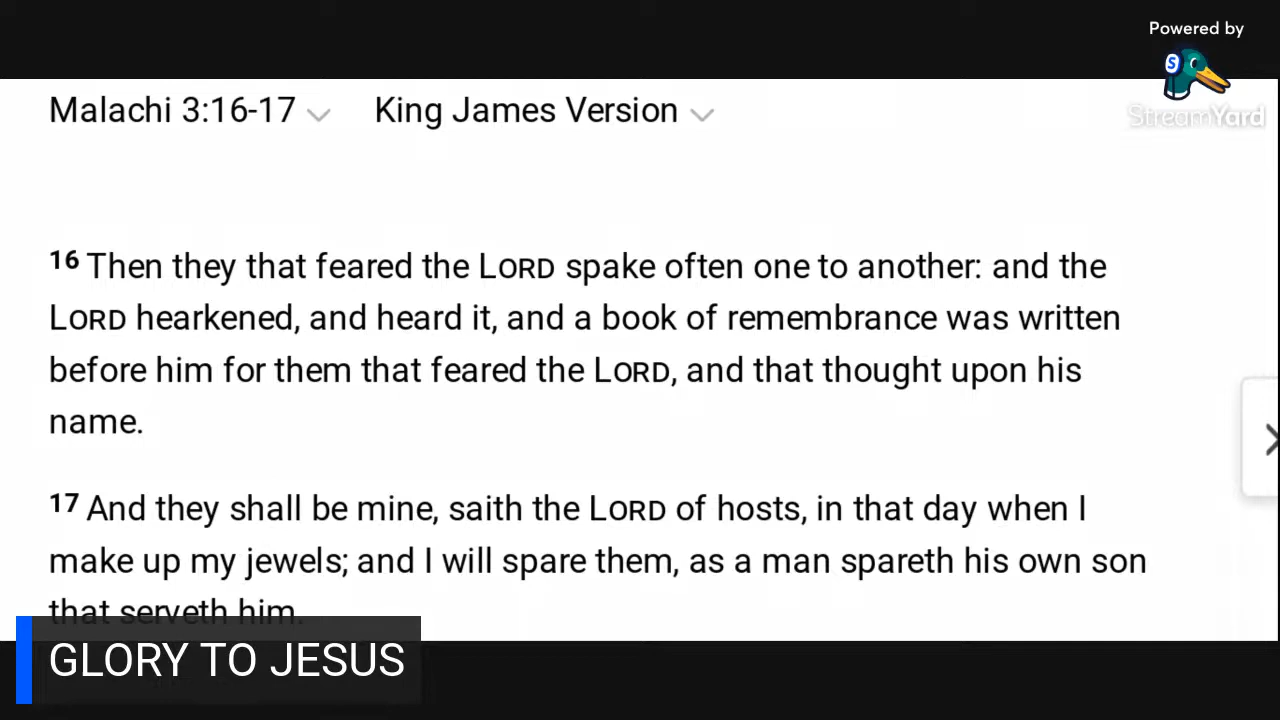 Powered by
StreamYard
Malachi 3:16-17 King James Version
16 Then they that feared the LORD spake often one to another: and the
LORD hearkened, and heard it, and a book of remembrance was written
before him for them that feared the LORD, and that thought upon his
name.
17 And they shall be mine, saith the LORD of hosts, in that day when I
make up my jewels; and I will spare them, as a man spareth his own son
that serveth him.
GLORY TO JESUS